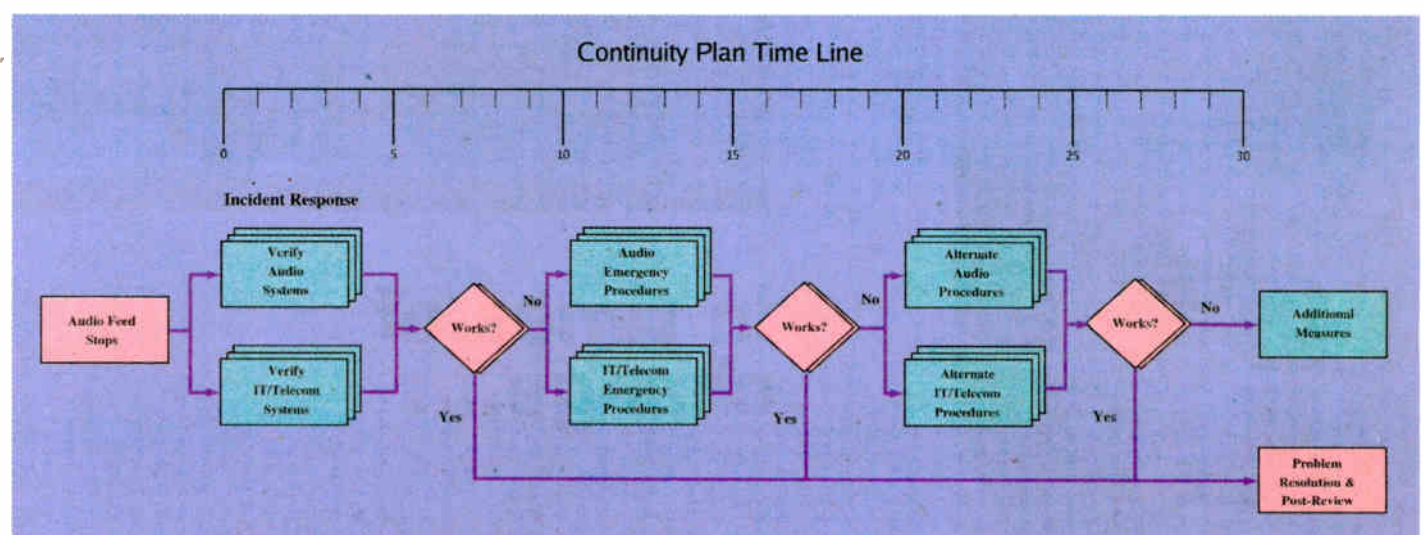 Continuity Plan Time Line
0 5 10 15 20 25 30
Incident Response
Verify
Audio
Systems
Audio
Emergency
Procedures
Alternate
Audio
Procedures
Audio Feed
Stops
Works?
No
Works?
No
Works?
No
Additional
Measures
Verify
IT/Telecom
Systems
IT/Telecom
Emergency
Procedures
Alternate
IT/Telecom
Procedures
Yes
Yes
Yes
Problem
Resolution &
Post-Review